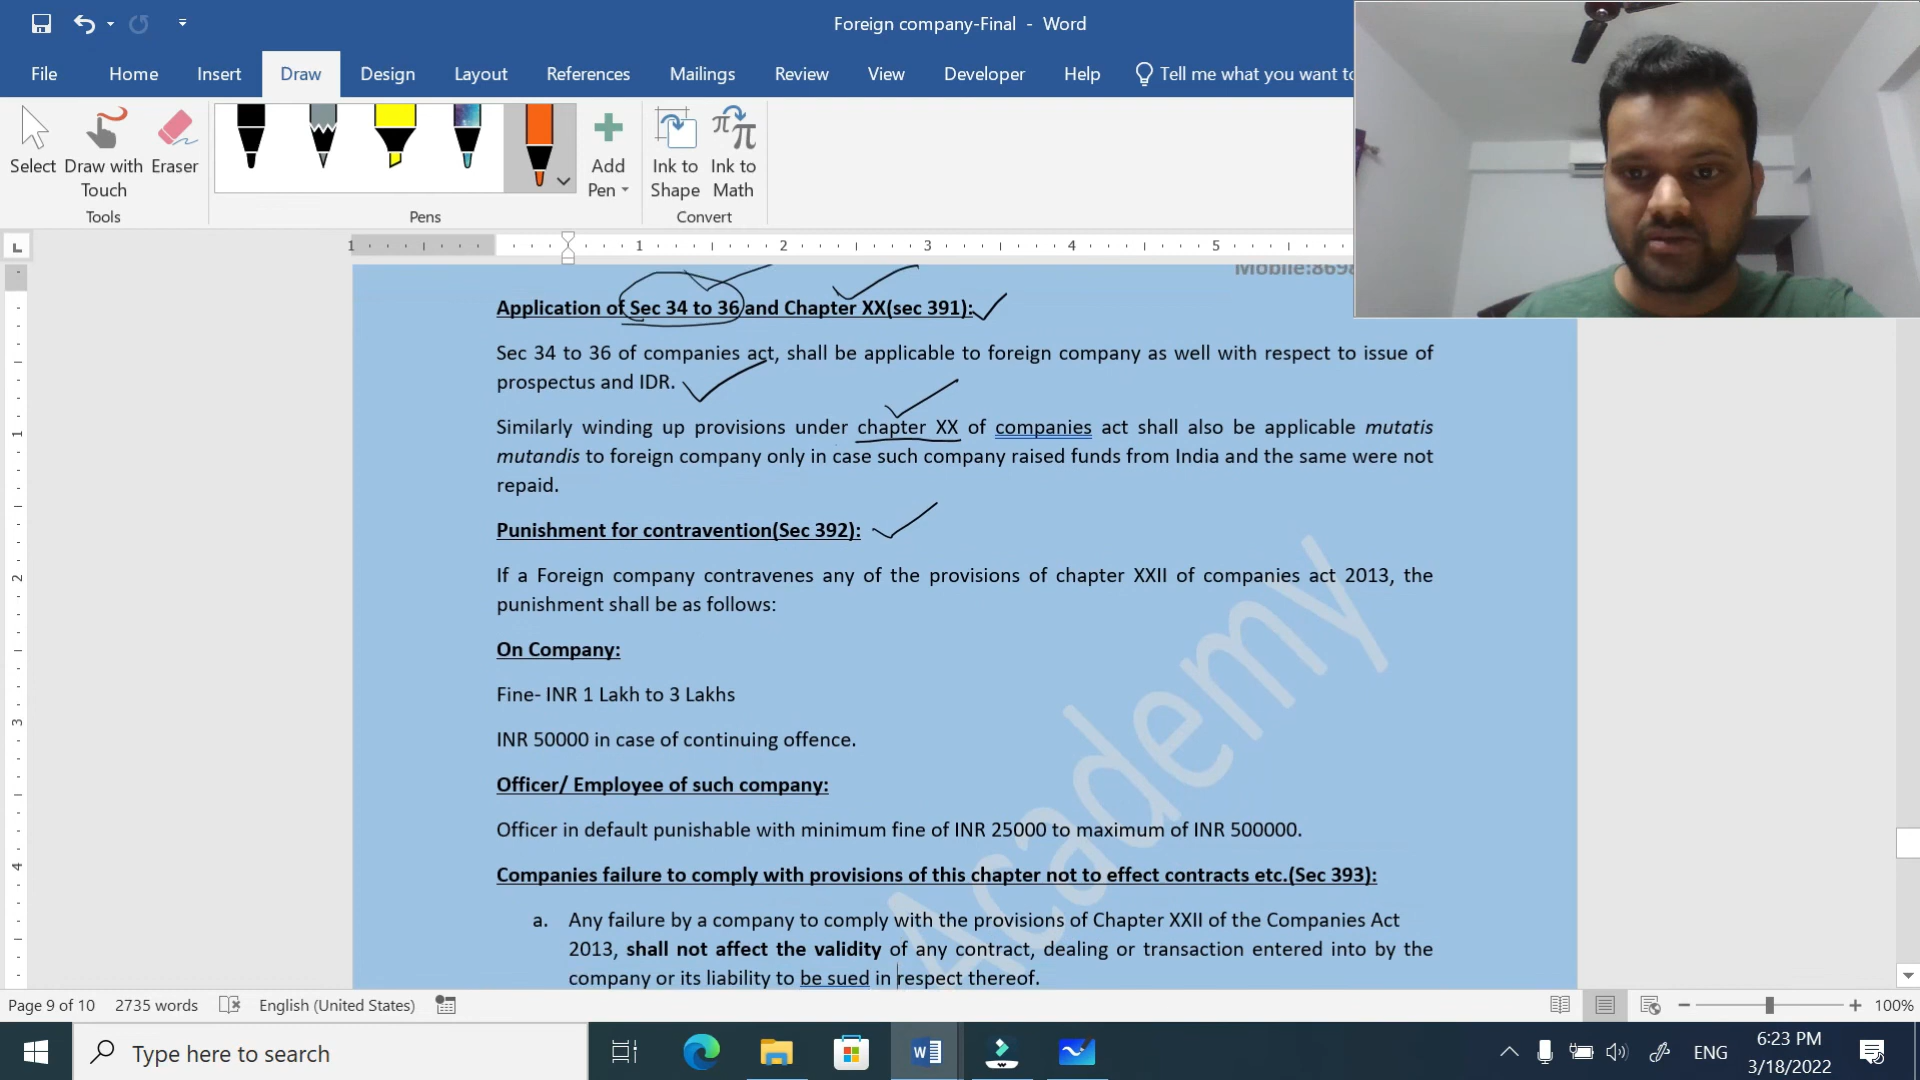 Foreign company-Final - Word
File Home Insert Draw Design Layout References Mailings Review View Developer Help Tell me what you want to
Select Draw with Touch Eraser Add Pen Ink to Shape Ink to Math
Tools Pens Convert
1 1 2 3 4 5
Mobile:8698
Application of Sec 34 to 36 and Chapter XX(sec 391):
Sec 34 to 36 of companies act, shall be applicable to foreign company as well with respect to issue of
prospectus and IDR.
Similarly winding up provisions under chapter XX of companies act shall also be applicable mutatis
mutandis to foreign company only in case such company raised funds from India and the same were not
repaid.
Punishment for contravention(Sec 392):
If a Foreign company contravenes any of the provisions of chapter XXII of companies act 2013, the
punishment shall be as follows:
On Company:
Fine- INR 1 Lakh to 3 Lakhs
INR 50000 in case of continuing offence.
Officer/ Employee of such company:
Officer in default punishable with minimum fine of INR 25000 to maximum of INR 500000.
Companies failure to comply with provisions of this chapter not to effect contracts etc.(Sec 393):
a. Any failure by a company to comply with the provisions of Chapter XXII of the Companies Act
2013, shall not affect the validity of any contract, dealing or transaction entered into by the
company or its liability to be sued in respect thereof.
Academy
1
2
3
4
Page 9 of 10 2735 words English (United States) 100%
Type here to search ENG 6:23 PM
3/18/2022